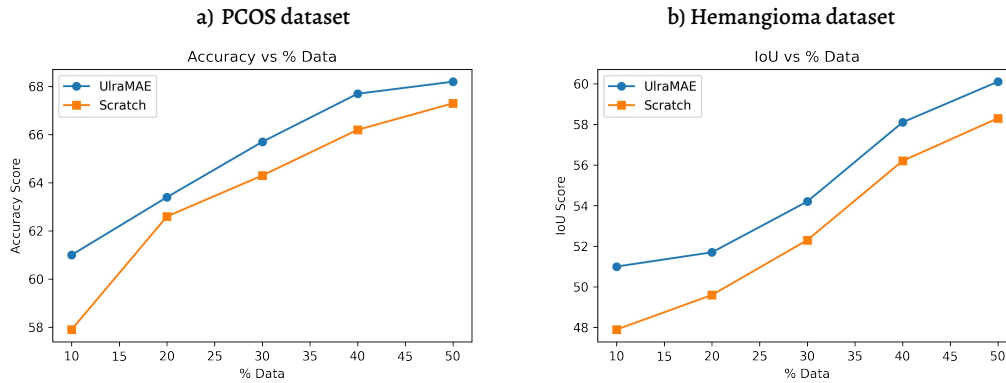 a) PCOS dataset
Accuracy vs % Data
UlraMAE
Scratch
Accuracy Score
68
66
64
62
60
58
10 15 20 25 30 35 40 45 50
% Data
b) Hemangioma dataset
IoU vs % Data
UlraMAE
Scratch
IoU Score
60
58
56
54
52
50
48
10 15 20 25 30 35 40 45 50
% Data